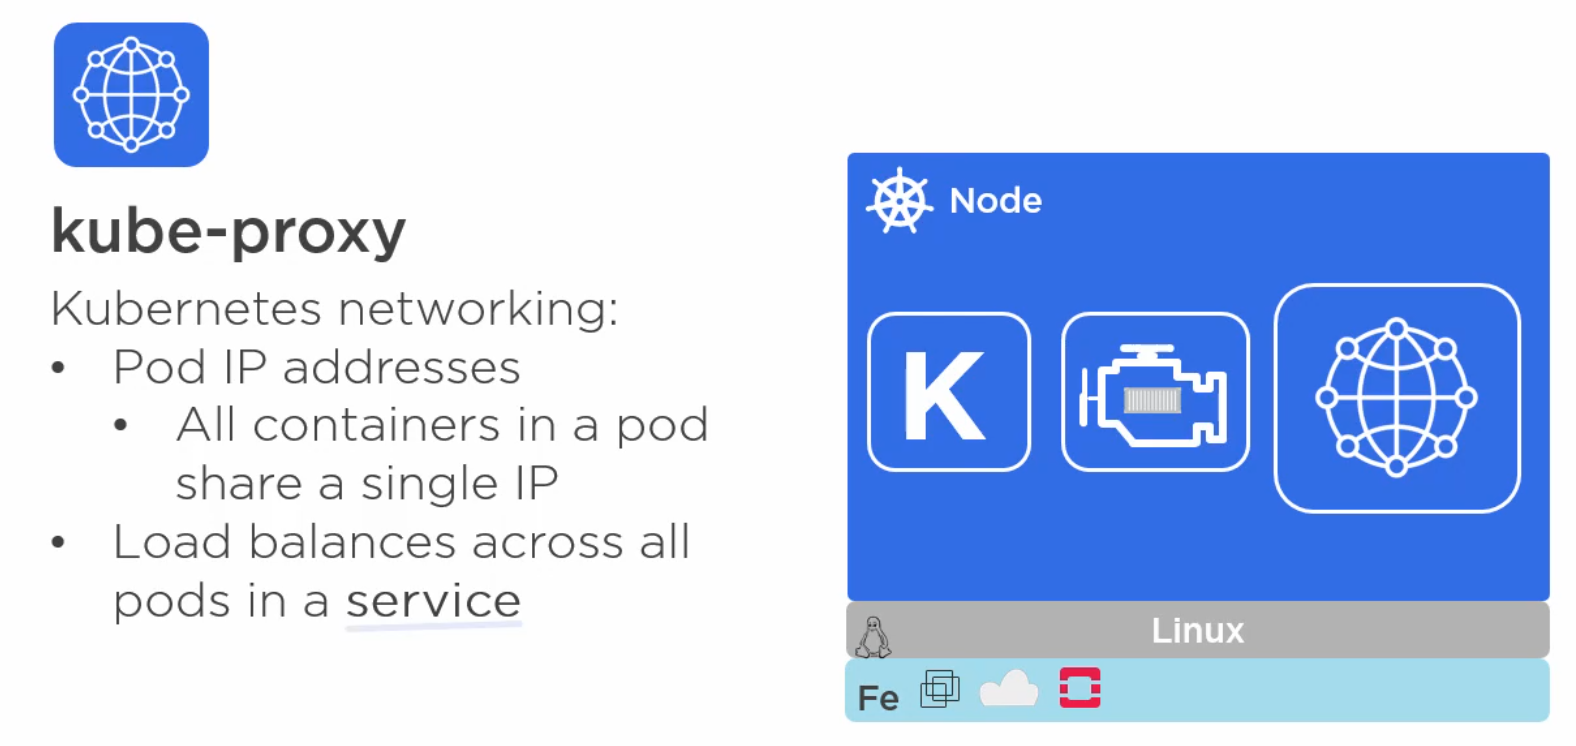 kube-proxy
Kubernetes networking:
• Pod IP addresses
• All containers in a pod
share a single IP
• Load balances across all
pods in a service
Node
K
Linux
Fe